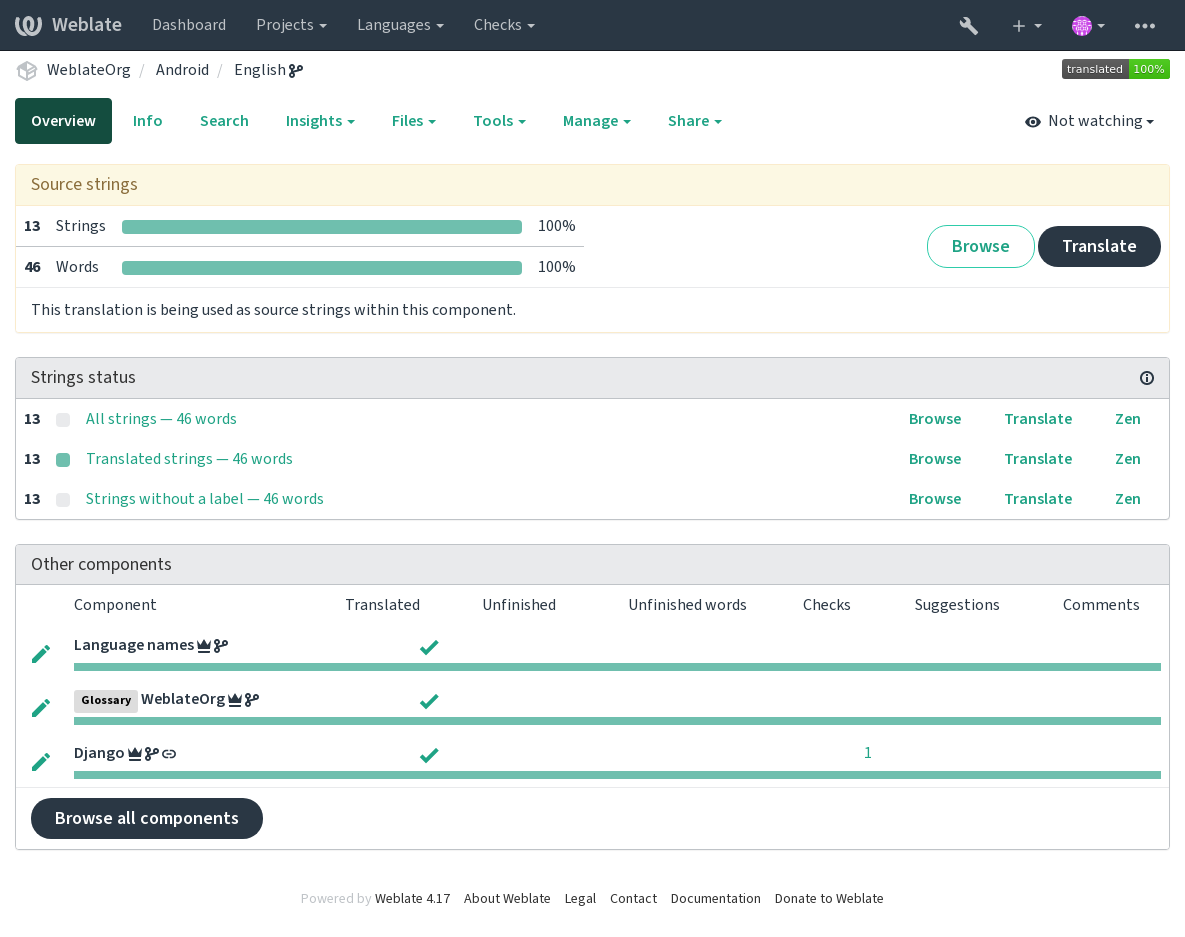 Weblate Dashboard Projects Languages Checks
WeblateOrg / Android / English translated 100%
Overview Info Search Insights Files Tools Manage Share Not watching
Source strings
13 Strings 100%
Browse Translate
46 Words 100%
This translation is being used as source strings within this component.
Strings status
13 All strings — 46 words Browse Translate Zen
13 Translated strings — 46 words Browse Translate Zen
13 Strings without a label — 46 words Browse Translate Zen
Other components
Component Translated Unfinished Unfinished words Checks Suggestions Comments
Language names
Glossary WeblateOrg
Django 1
Browse all components
Powered by Weblate 4.17 About Weblate Legal Contact Documentation Donate to Weblate